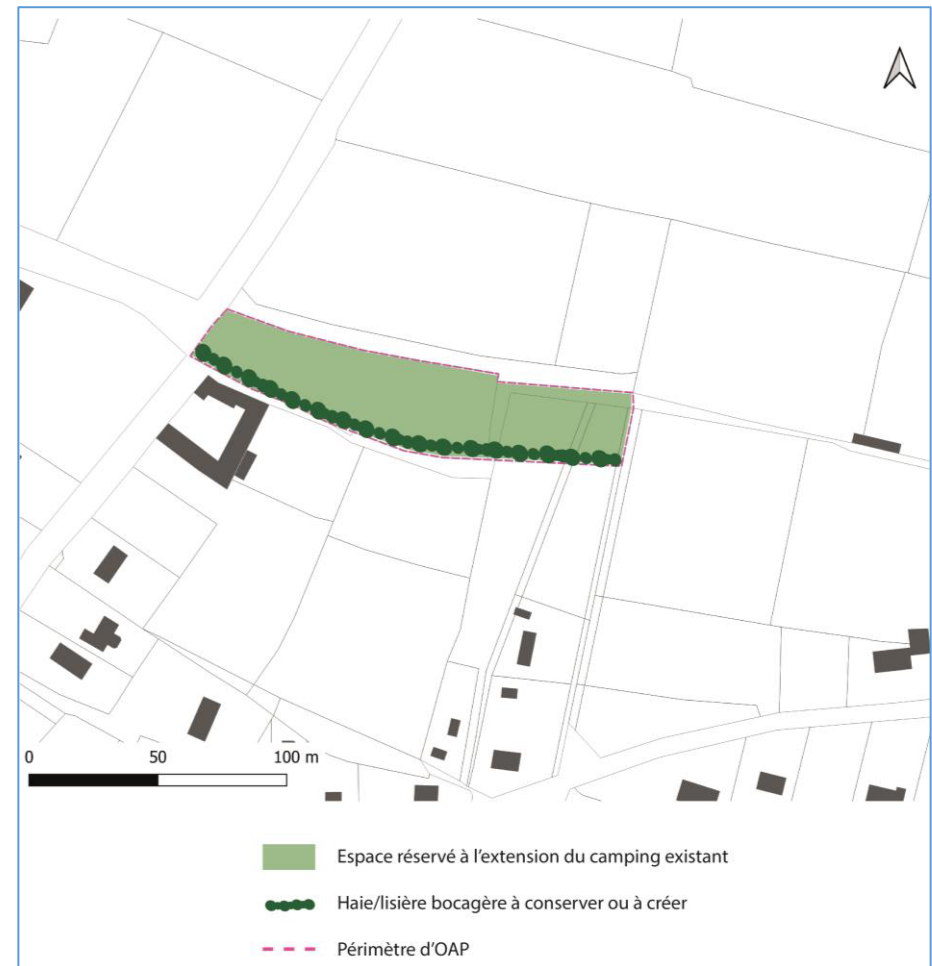 0 50 100 m
Espace réservé à l’extension du camping existant
Haie/lisière bocagère à conserver ou à créer
Périmètre d’OAP